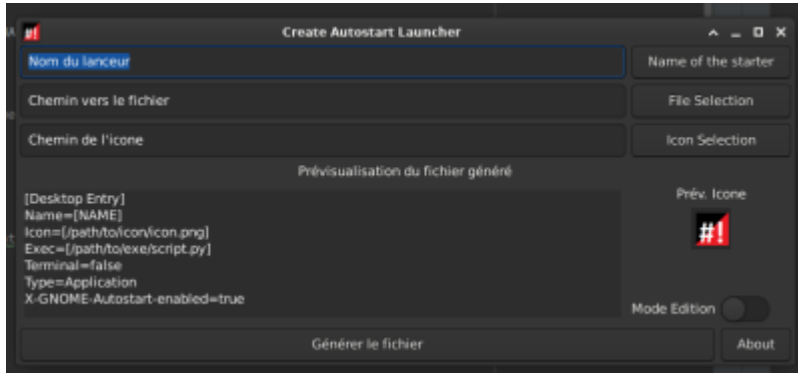 Create Autostart Launcher
Nom du lanceur
Name of the starter
Chemin vers le fichier
File Selection
Chemin de l'icone
Icon Selection
Prévisualisation du fichier généré
Prév. Icone
[Desktop Entry]
Name=[NAME]
Icon=[/path/to/icon/icon.png]
Exec=[/path/to/exe/script.py]
Terminal=false
Type=Application
X-GNOME-Autostart-enabled=true
#!
Mode Edition
Générer le fichier
About